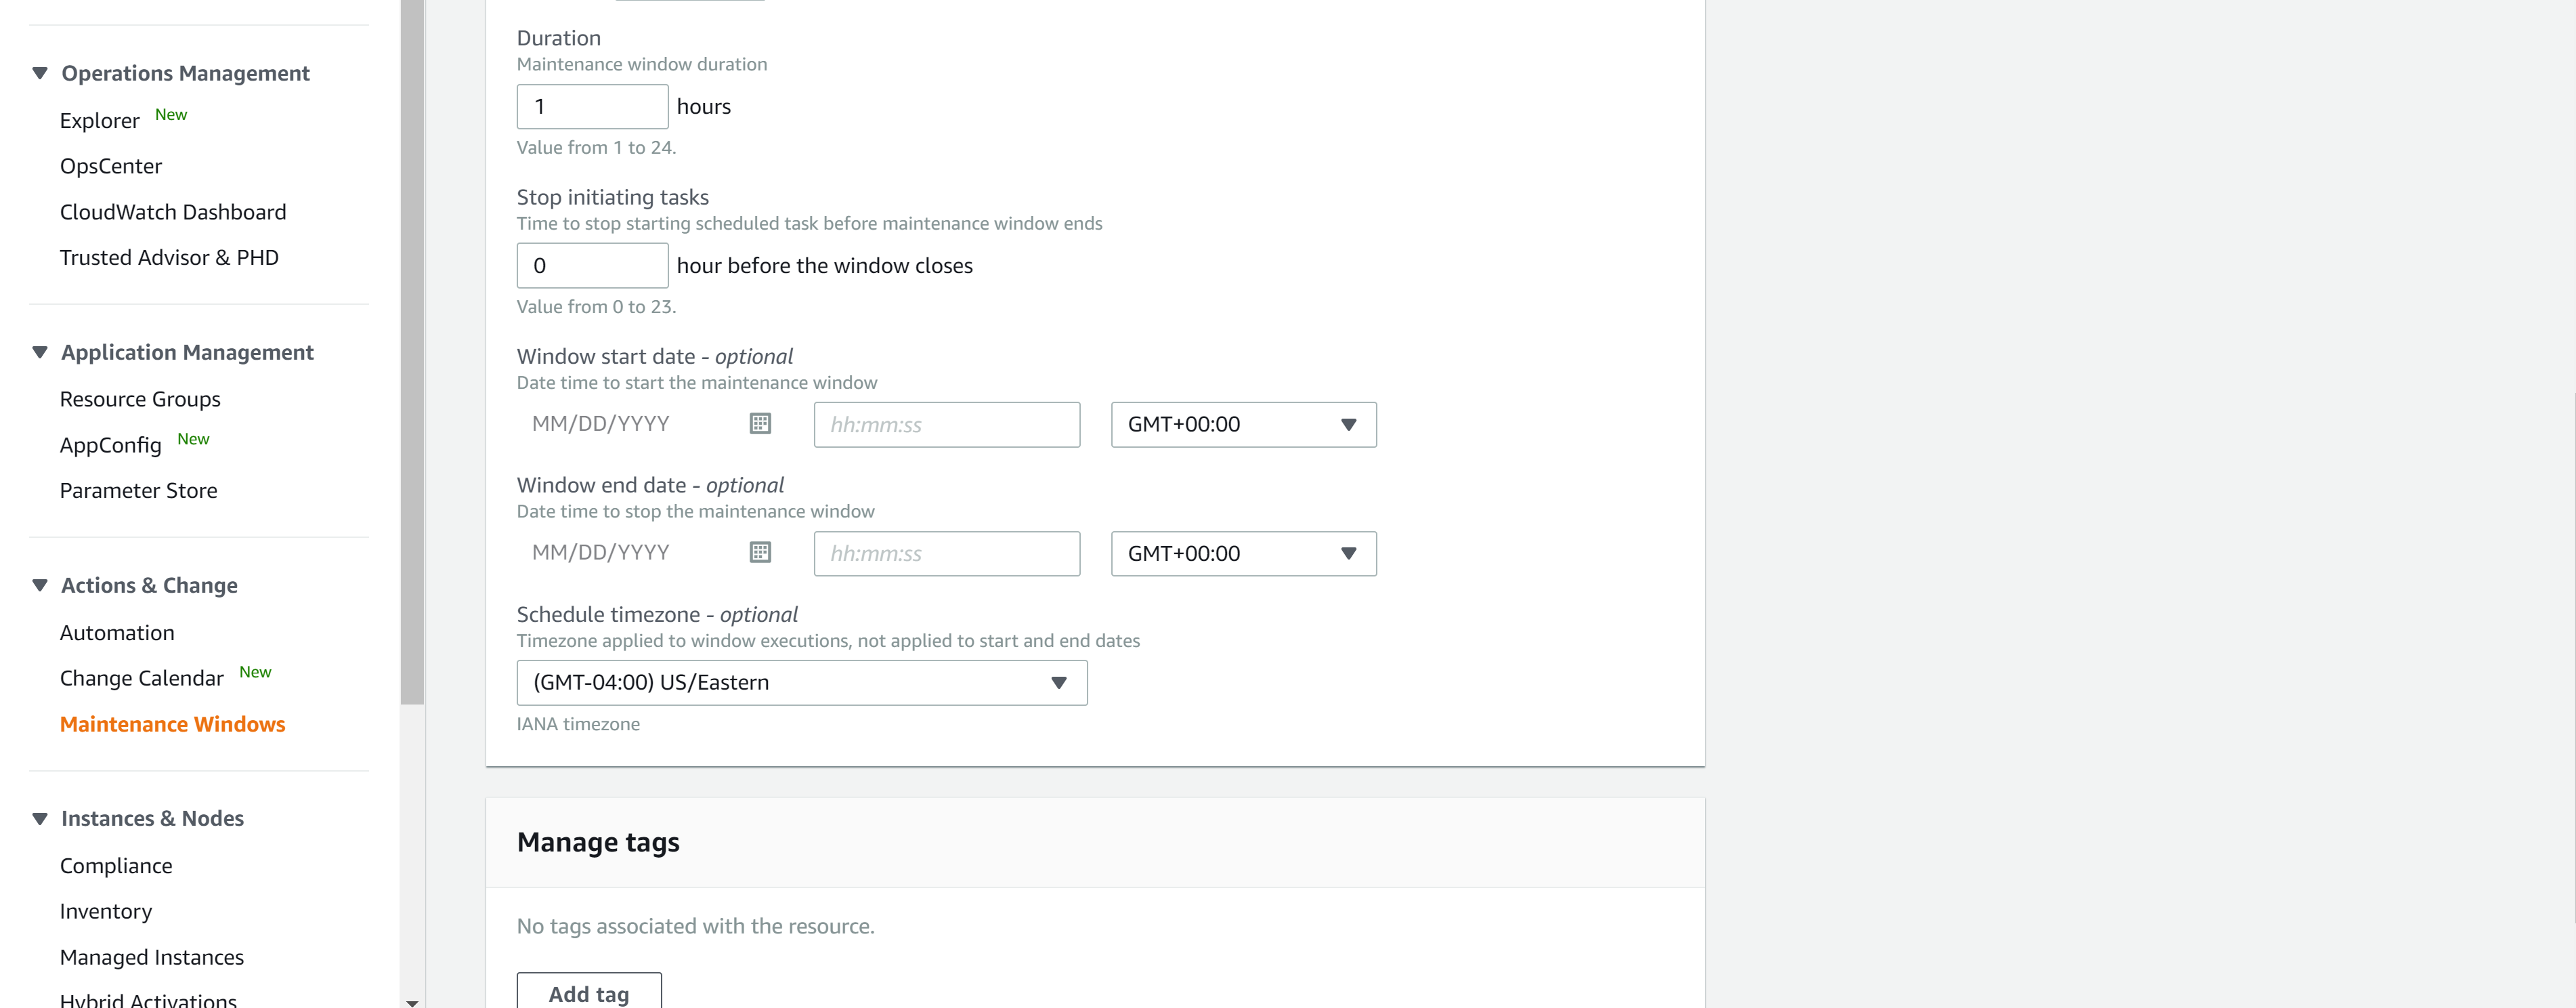 Operations Management
Explorer New
OpsCenter
CloudWatch Dashboard
Trusted Advisor & PHD
Application Management
Resource Groups
AppConfig New
Parameter Store
Actions & Change
Automation
Change Calendar New
Maintenance Windows
Instances & Nodes
Compliance
Inventory
Managed Instances
Hybrid Activations
Duration
Maintenance window duration
1 hours
Value from 1 to 24.
Stop initiating tasks
Time to stop starting scheduled task before maintenance window ends
0 hour before the window closes
Value from 0 to 23.
Window start date - optional
Date time to start the maintenance window
MM/DD/YYYY hh:mm:ss GMT+00:00
Window end date - optional
Date time to stop the maintenance window
MM/DD/YYYY hh:mm:ss GMT+00:00
Schedule timezone - optional
Timezone applied to window executions, not applied to start and end dates
(GMT-04:00) US/Eastern
IANA timezone
Manage tags
No tags associated with the resource.
Add tag